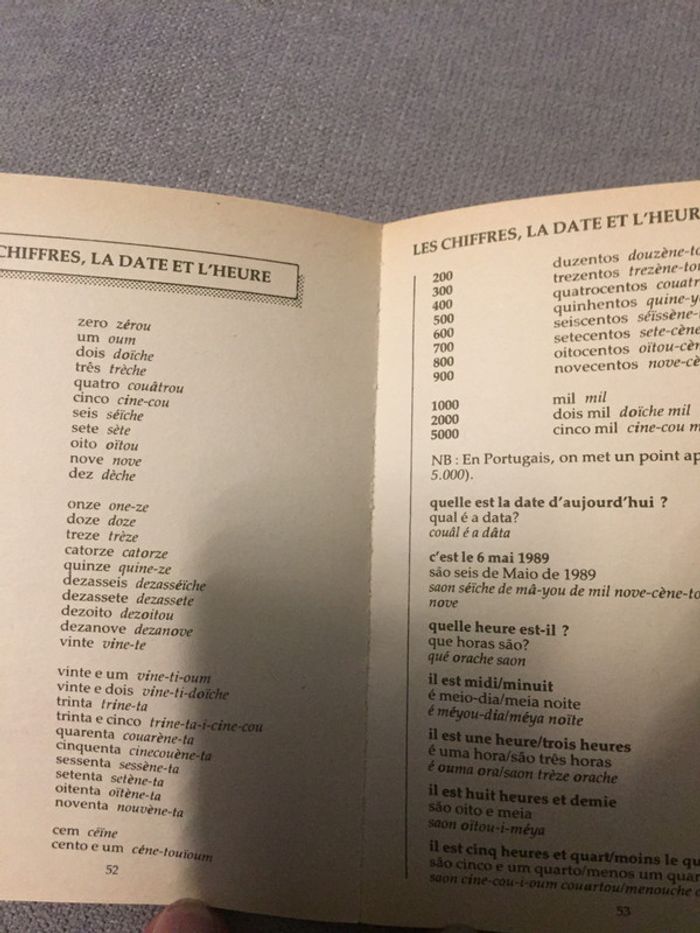 CHIFFRES, LA DATE ET L'HEURE
zero zérou
um oum
dois doïche
três trèche
quatro couâtrou
cinco cine-cou
seis séïche
sete sète
oito oïtou
nove nove
dez dèche
onze one-ze
doze doze
treze trèze
catorze catorze
quinze quine-ze
dezasseis dezasséïche
dezassete dezassete
dezoito dezoitou
dezanove dezanove
vinte vine-te
vinte e um vine-ti-oum
vinte e dois vine-ti-doïche
trinta trine-ta
trinta e cinco trine-ta-i-cine-cou
quarenta couarène-ta
cinquenta cinecouène-ta
sessenta sessène-ta
setenta setène-ta
oitenta oïtène-ta
noventa nouvène-ta
cem céïne
cento e um céne-touïoum
52
LES CHIFFRES, LA DATE ET L'HEUR
200 duzentos douzène-to
300 trezentos trezène-to
400 quatrocentos couatr
500 quinhentos quine-y
600 seiscentos séïssène-
700 setecentos sete-cène
800 oitocentos oïtou-cèn
900 novecentos nove-cè
1000 mil mil
2000 dois mil doïche mil
5000 cinco mil cine-cou m
NB : En Portugais, on met un point ap
5.000).
quelle est la date d'aujourd'hui ?
qual é a data?
couâl é a dâta
c'est le 6 mai 1989
são seis de Maio de 1989
saon séïche de mâ-you de mil nove-cène-to
nove
quelle heure est-il ?
que horas são?
qué orache saon
il est midi/minuit
é meio-dia/meia noite
é méyou-dia/méya noïte
il est une heure/trois heures
é uma hora/são três horas
é ouma ora/saon trèze orache
il est huit heures et demie
são oito e meia
saon oïtou-i-méya
il est cinq heures et quart/moins le qu
são cinco e um quarto/menos um quar
saon cine-cou-i-oum couartou/menouche
53